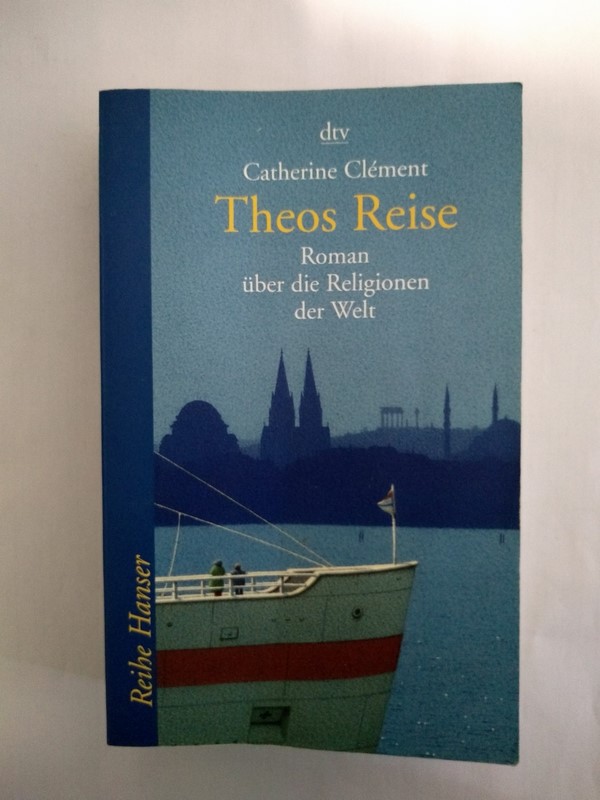 dtv
Catherine Clément
Theos Reise
Roman
über die Religionen
der Welt
Reihe Hanser